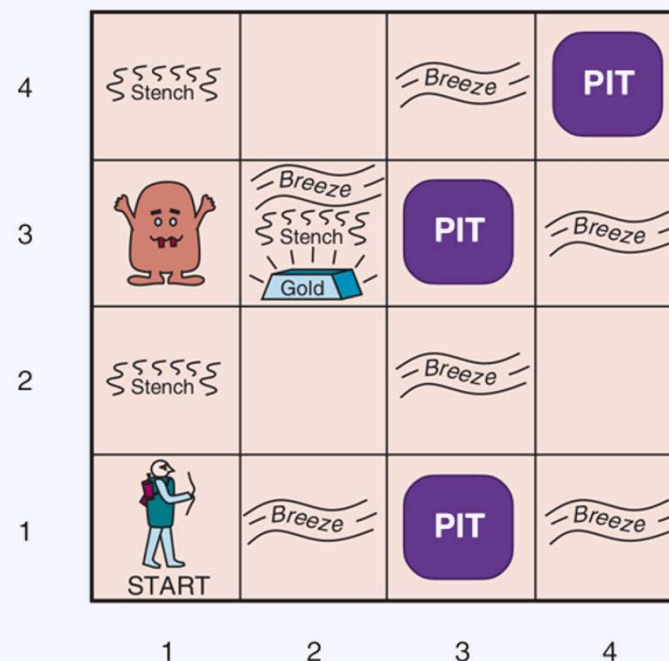 4
Stench
Breeze
PIT
3
Breeze
Stench
Gold
PIT
Breeze
2
Stench
Breeze
1
START
Breeze
PIT
Breeze
1 2 3 4